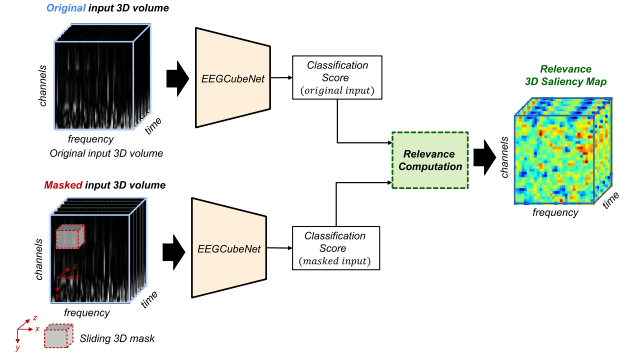 Original input 3D volume
channels
frequency
time
Original input 3D volume
EEGCubeNet
Classification
Score
(original input)
Relevance
Computation
Relevance
3D Saliency Map
channels
frequency
time
Masked input 3D volume
channels
frequency
time
EEGCubeNet
Classification
Score
(masked input)
z
x
y
Sliding 3D mask